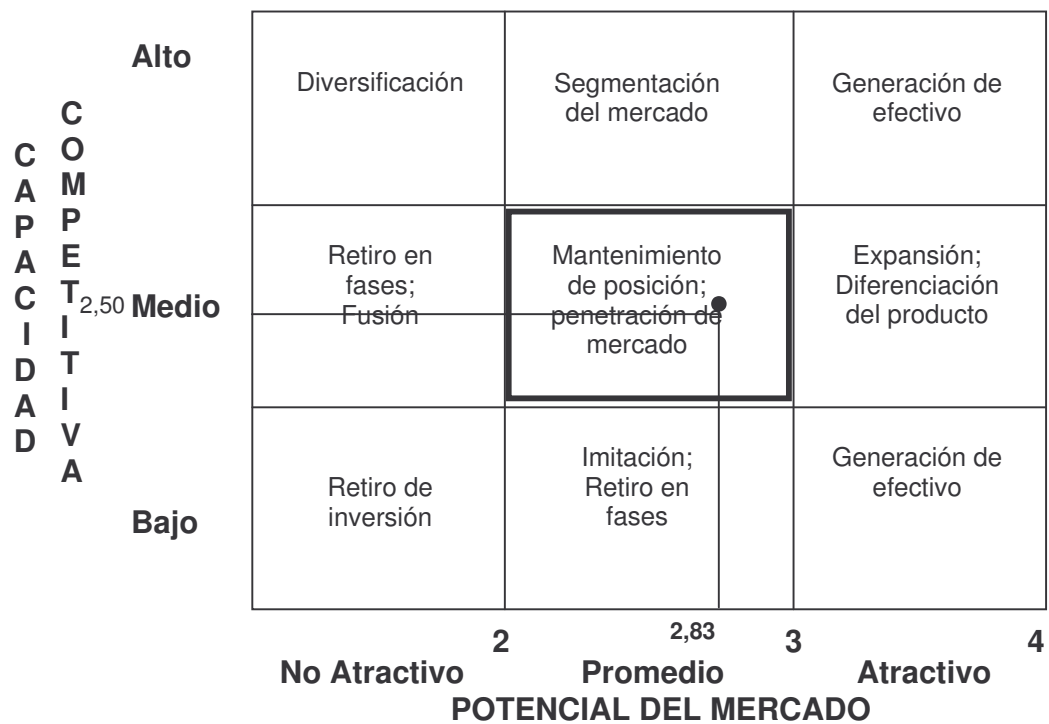 CAPACIDAD
COMPETITIVA
Alto
Diversificación
Segmentación
del mercado
Generación de
efectivo
2,50 Medio
Retiro en
fases;
Fusión
Mantenimiento
de posición;
penetración de
mercado
Expansión;
Diferenciación
del producto
Bajo
Retiro de
inversión
Imitación;
Retiro en
fases
Generación de
efectivo
2 2,83 3 4
No Atractivo Promedio Atractivo
POTENCIAL DEL MERCADO